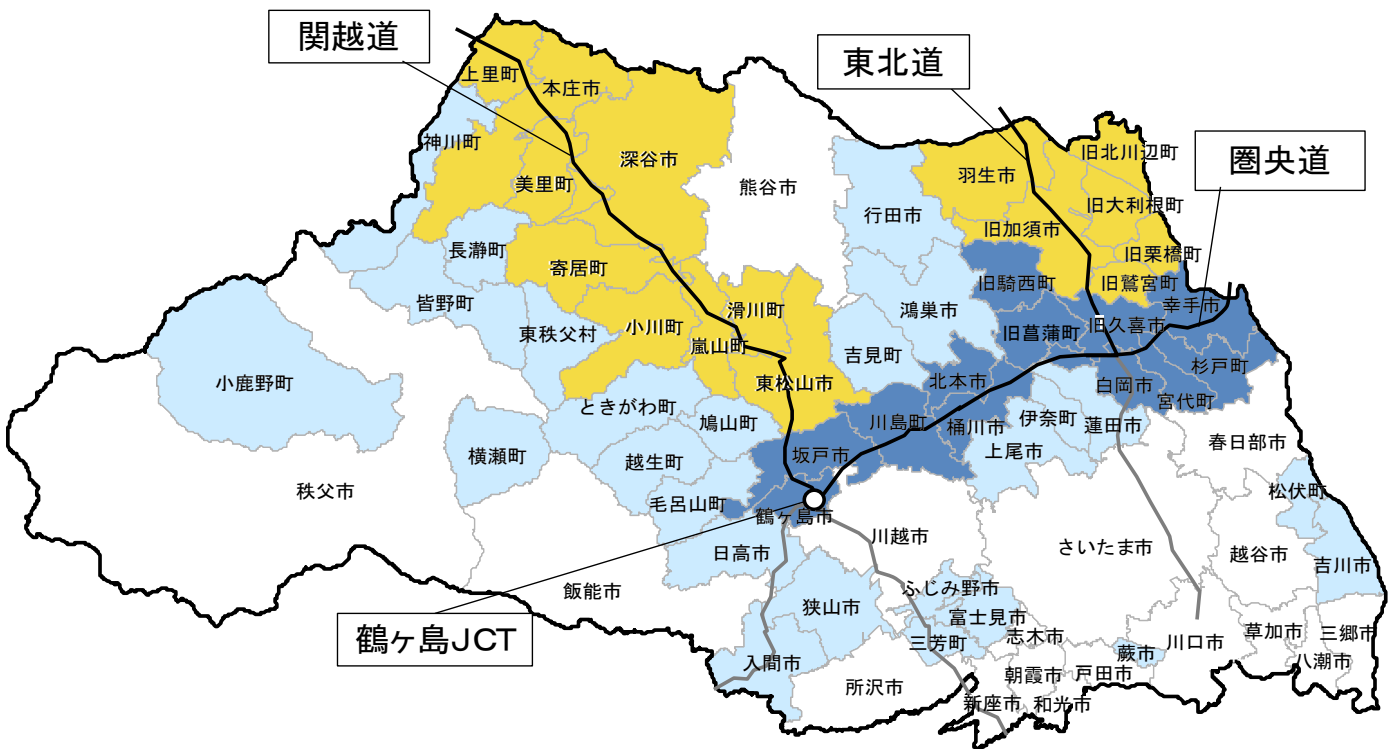 関越道
東北道
圏央道
上里町
本庄市
神川町
深谷市
美里町
熊谷市
行田市
羽生市
旧北川辺町
旧大利根町
旧加須市
旧栗橋町
旧鷲宮町
幸手市
旧騎西町
長瀞町
寄居町
皆野町
滑川町
鴻巣市
旧菖蒲町
旧久喜市
小川町
東秩父村
嵐山町
吉見町
杉戸町
小鹿野町
東松山市
北本市
白岡市
宮代町
ときがわ町
鳩山町
川島町
桶川市
伊奈町
蓮田市
春日部市
横瀬町
越生町
坂戸市
上尾市
秩父市
毛呂山町
松伏町
鶴ヶ島市
川越市
さいたま市
越谷市
日高市
吉川市
飯能市
ふじみ野市
狭山市
富士見市
鶴ヶ島JCT
三芳町
志木市
川口市
草加市
三郷市
入間市
蕨市
八潮市
所沢市
朝霞市
戸田市
新座市
和光市